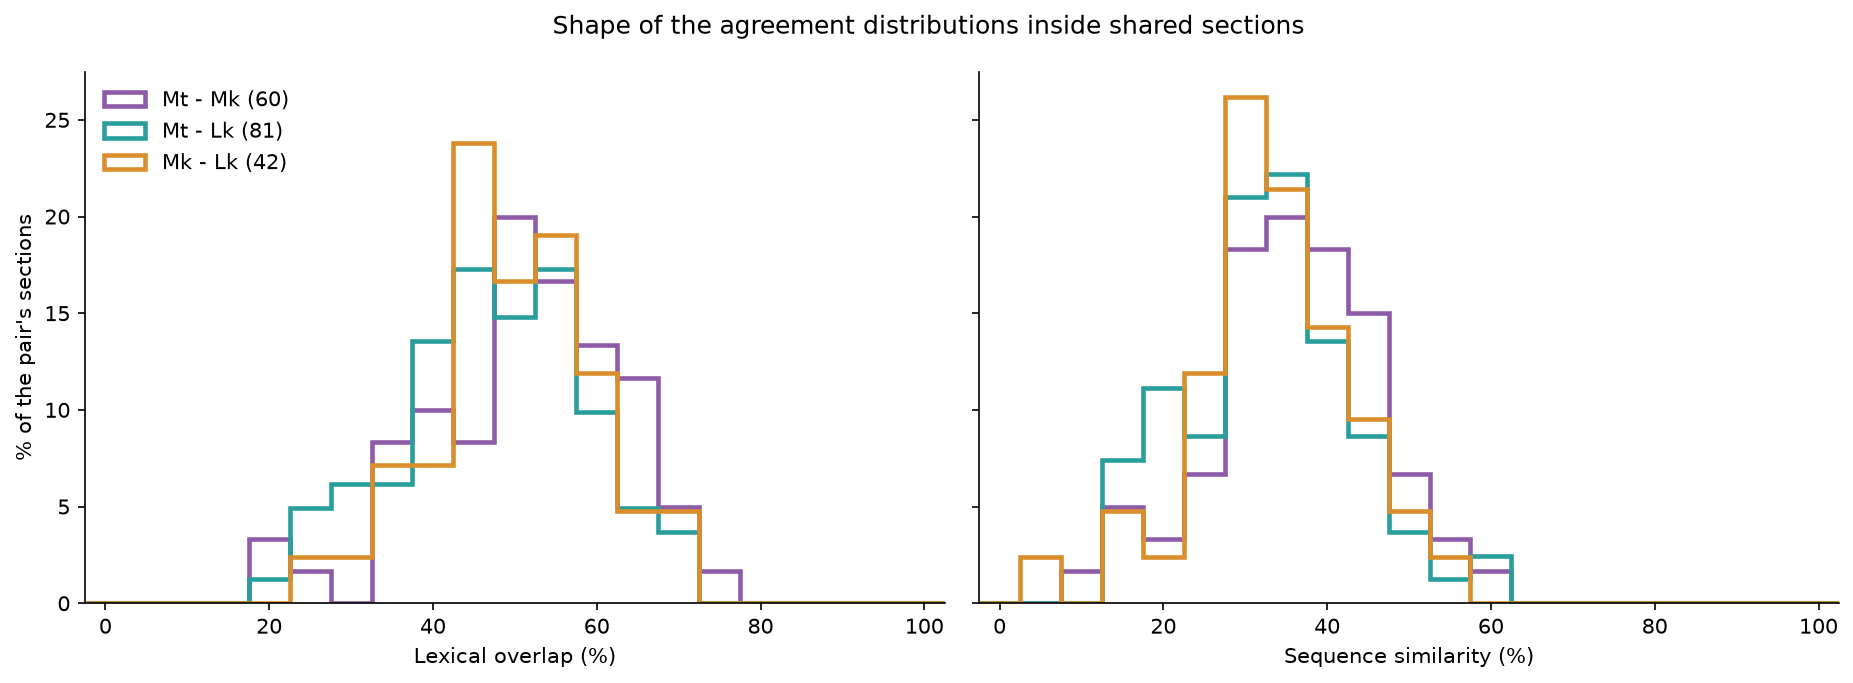 Shape of the agreement distributions inside shared sections
Mt - Mk (60)
Mt - Lk (81)
Mk - Lk (42)
% of the pair's sections
25
20
15
10
5
0
0 20 40 60 80 100
Lexical overlap (%)
0 20 40 60 80 100
Sequence similarity (%)